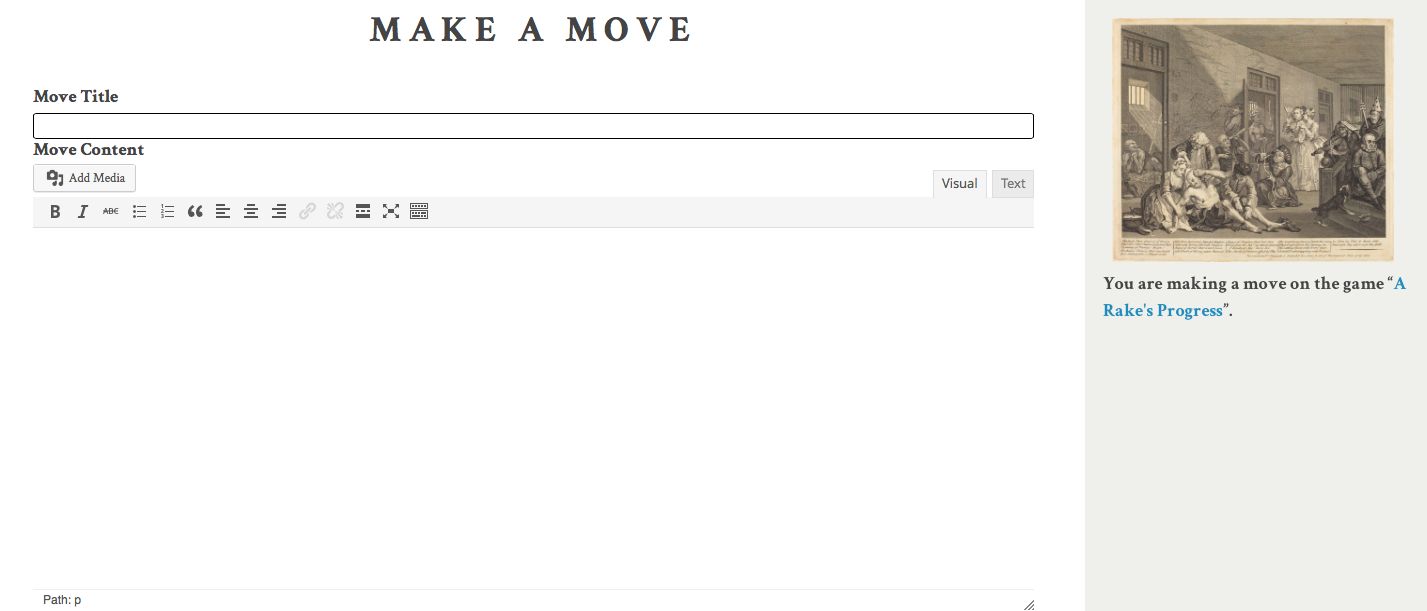 MAKE A MOVE
Move Title
Move Content
Add Media
Visual
Text
B I ABC
Path: p
You are making a move on the game “A
Rake's Progress”.